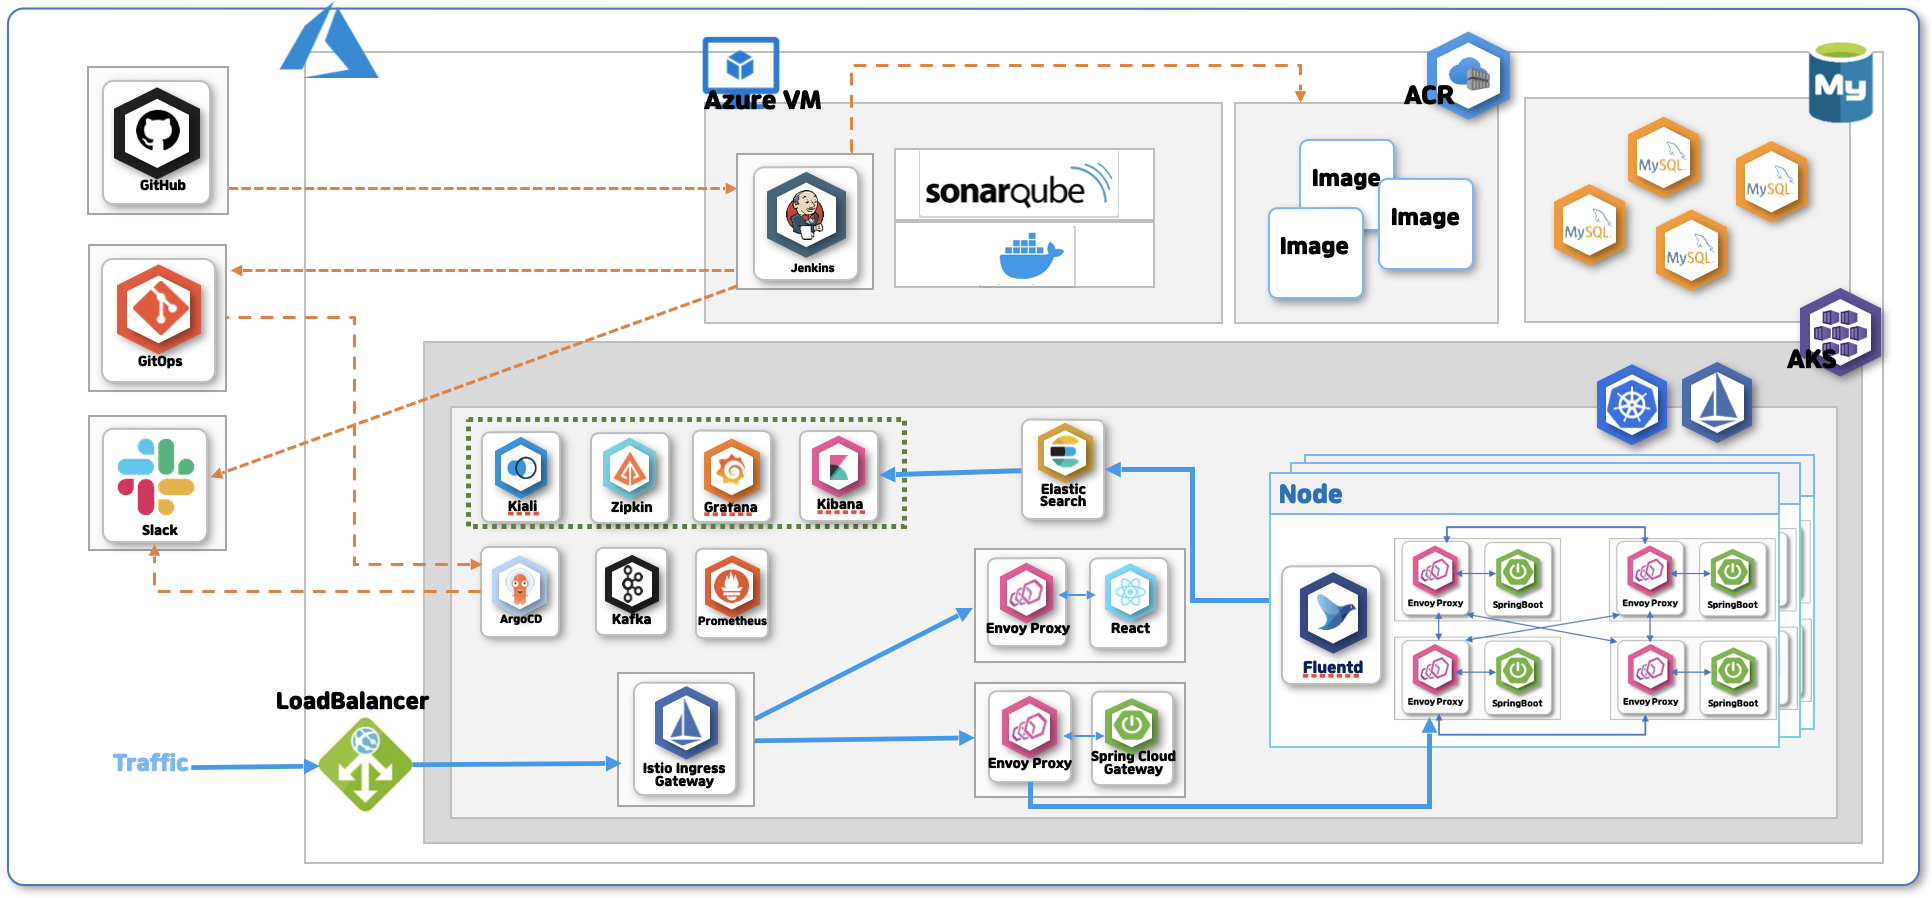 Azure VM
ACR
My
GitHub
Jenkins
sonarqube
Image
Image
Image
MySQL
MySQL
MySQL
MySQL
GitOps
AKS
Slack
Kiali
Zipkin
Grafana
Kibana
Elastic
Search
Node
ArgoCD
Kafka
Prometheus
Envoy Proxy
React
Fluentd
Envoy Proxy
SpringBoot
Envoy Proxy
SpringBoot
Envoy Proxy
SpringBoot
Envoy Proxy
SpringBoot
LoadBalancer
Traffic
Istio Ingress
Gateway
Envoy Proxy
Spring Cloud
Gateway